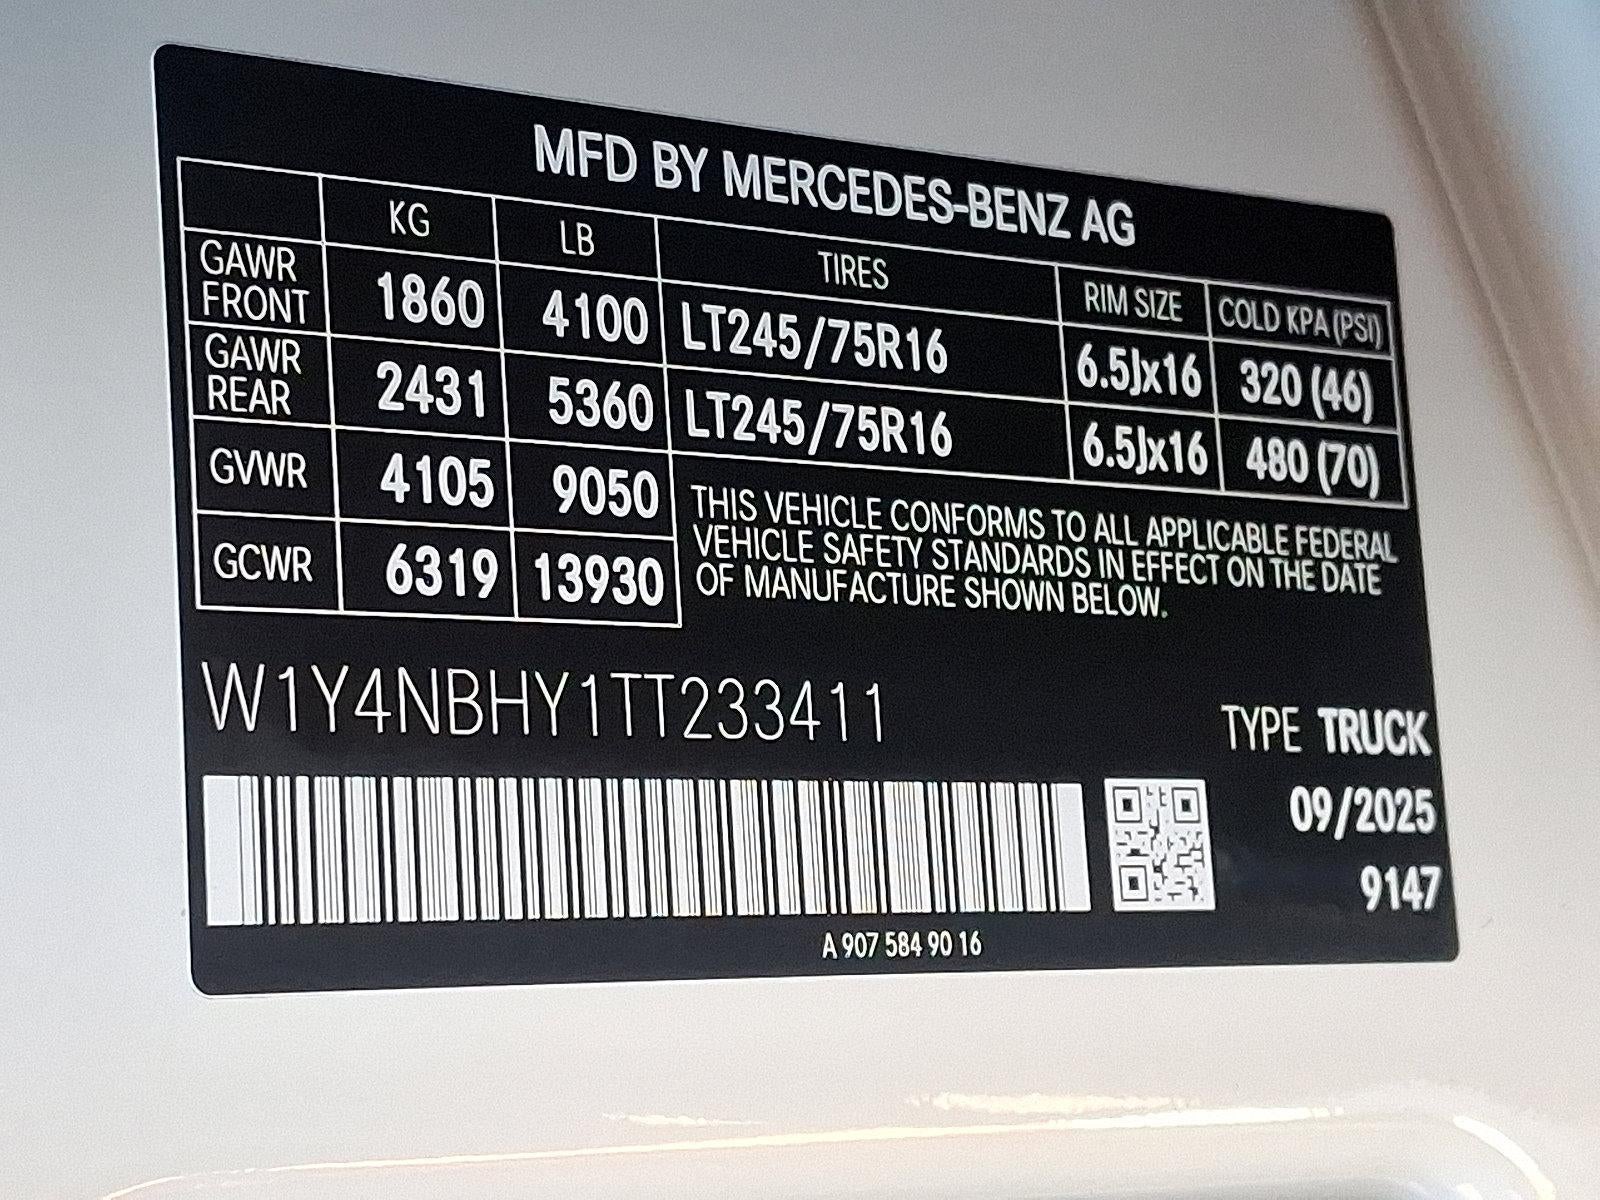 MFD BY MERCEDES-BENZ AG
KG LB TIRES RIM SIZE COLD KPA (PSI)
GAWR FRONT 1860 4100 LT245/75R16 6.5Jx16 320 (46)
GAWR REAR 2431 5360 LT245/75R16 6.5Jx16 480 (70)
GVWR 4105 9050
GCWR 6319 13930
THIS VEHICLE CONFORMS TO ALL APPLICABLE FEDERAL
VEHICLE SAFETY STANDARDS IN EFFECT ON THE DATE
OF MANUFACTURE SHOWN BELOW.
W1Y4NBHY1TT233411
TYPE TRUCK
09/2025
9147
A 907 584 90 16